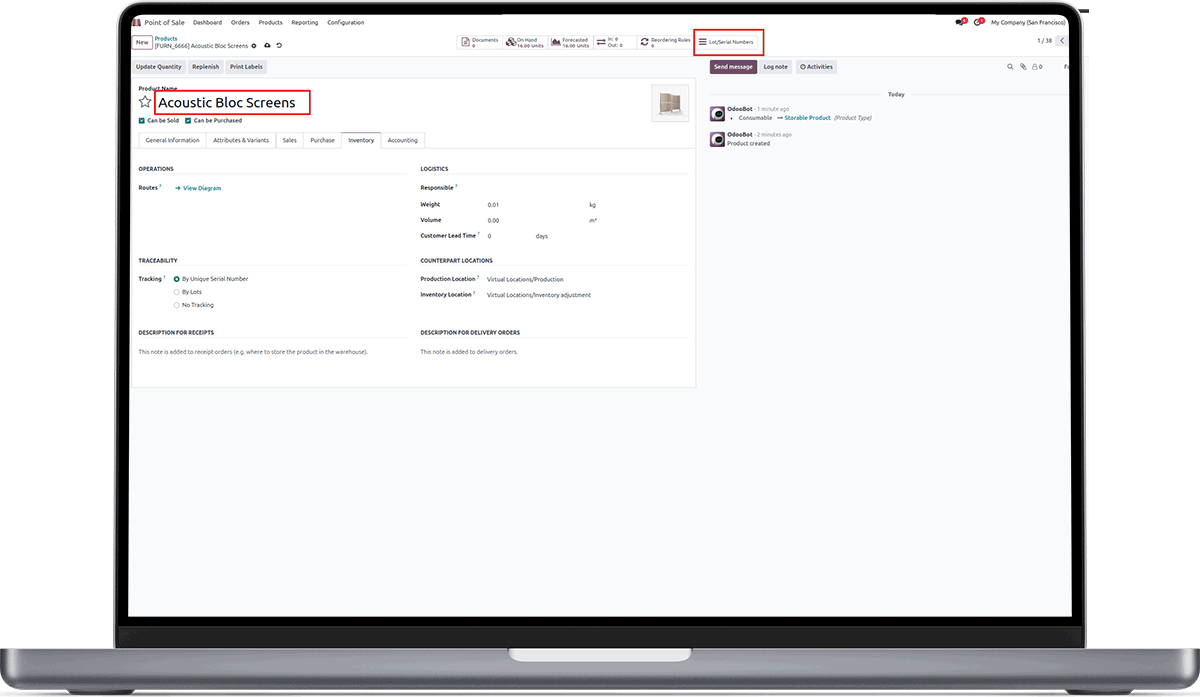 Point of Sale Dashboard Orders Products Reporting Configuration
My Company (San Francisco)
New
Products
[FURN_6666] Acoustic Bloc Screens
Documents
0
On Hand
16.00 Units
Forecasted
16.00 Units
In: 0
Out: 0
Reordering Rules
0
Lot/Serial Numbers
1 / 38
Update Quantity Replenish Print Labels
Send message Log note Activities
0
Product Name
Acoustic Bloc Screens
Can be Sold Can be Purchased
General Information Attributes & Variants Sales Purchase Inventory Accounting
OPERATIONS
Routes ? → View Diagram
LOGISTICS
Responsible ?
Weight 0.01 kg
Volume 0.00 m³
Customer Lead Time ? 0 days
TRACEABILITY
Tracking ? By Unique Serial Number
By Lots
No Tracking
COUNTERPART LOCATIONS
Production Location ? Virtual Locations/Production
Inventory Location ? Virtual Locations/Inventory adjustment
DESCRIPTION FOR RECEIPTS
This note is added to receipt orders (e.g. where to store the product in the warehouse).
DESCRIPTION FOR DELIVERY ORDERS
This note is added to delivery orders.
Today
OdooBot - 1 minute ago
• Consumable → Storable Product (Product Type)
OdooBot - 2 minutes ago
Product created